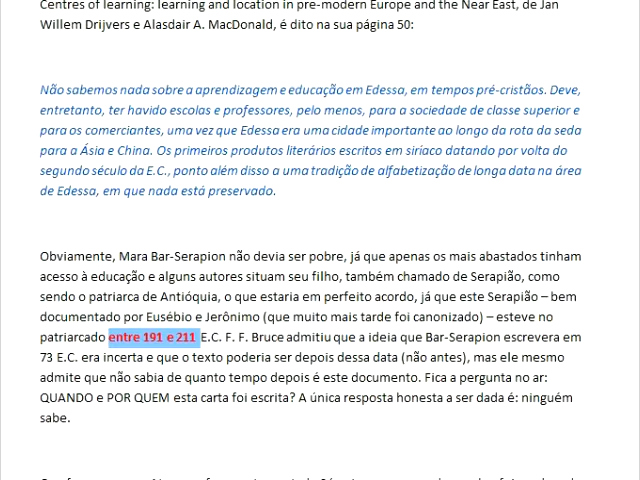 Centres of learning: learning and location in pre-modern Europe and the Near East, de Jan
Willem Drijvers e Alasdair A. MacDonald, é dito na sua página 50:
Não sabemos nada sobre a aprendizagem e educação em Edessa, em tempos pré-cristãos. Deve,
entretanto, ter havido escolas e professores, pelo menos, para a sociedade de classe superior e
para os comerciantes, uma vez que Edessa era uma cidade importante ao longo da rota da seda
para a Ásia e China. Os primeiros produtos literários escritos em siríaco datando por volta do
segundo século da E.C., ponto além disso a uma tradição de alfabetização de longa data na área
de Edessa, em que nada está preservado.
Obviamente, Mara Bar-Serapion não devia ser pobre, já que apenas os mais abastados tinham
acesso à educação e alguns autores situam seu filho, também chamado de Serapião, como
sendo o patriarca de Antióquia, o que estaria em perfeito acordo, já que este Serapião – bem
documentado por Eusébio e Jerônimo (que muito mais tarde foi canonizado) – esteve no
patriarcado entre 191 e 211 E.C. F. F. Bruce admitiu que a ideia que Bar-Serapion escrevera em
73 E.C. era incerta e que o texto poderia ser depois dessa data (não antes), mas ele mesmo
admite que não sabia de quanto tempo depois é este documento. Fica a pergunta no ar:
QUANDO e POR QUEM esta carta foi escrita? A única resposta honesta a ser dada é: ninguém
sabe.